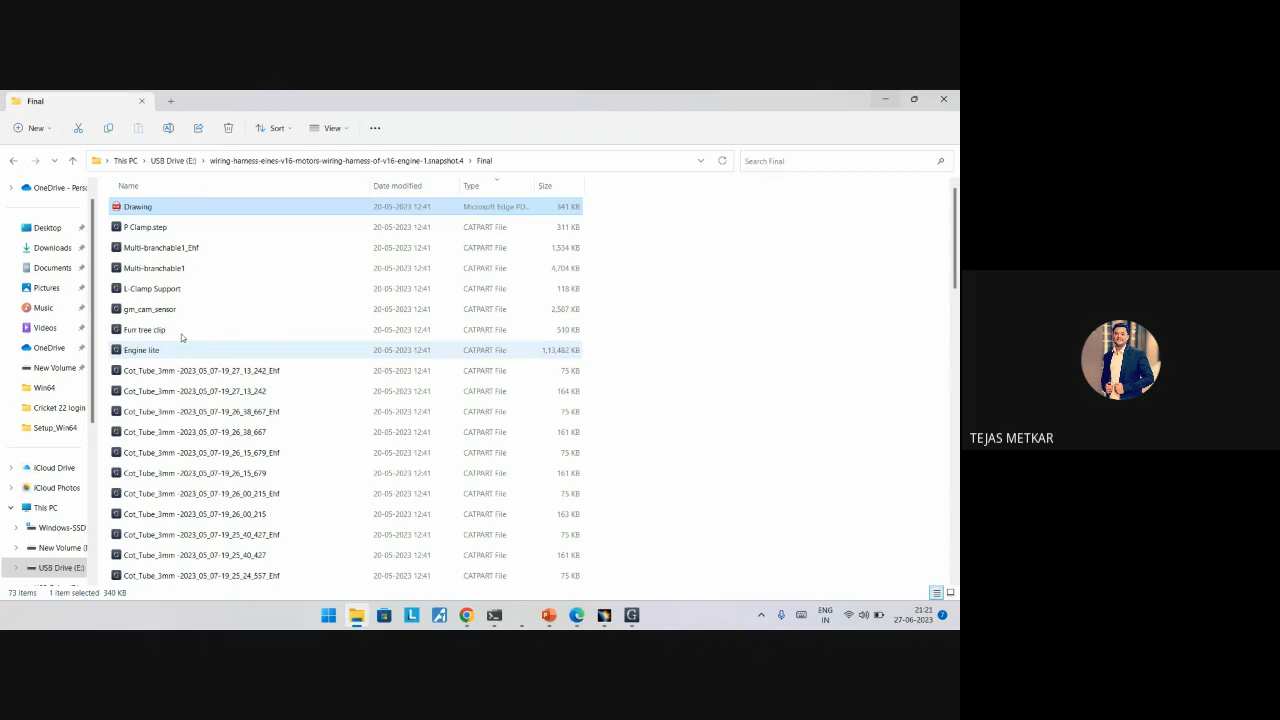 Final
New
Sort
View
This PC
USB Drive (E:)
wiring-harness-eines-v16-motors-wiring-harness-of-v16-engine-1.snapshot.4
Final
Search Final
Name
Date modified
Type
Size
OneDrive - Pers
Desktop
Downloads
Documents
Pictures
Music
Videos
OneDrive
New Volume
Win64
Cricket 22 login
Setup_Win64
iCloud Drive
iCloud Photos
This PC
Windows-SSD
New Volume (
USB Drive (E:)
Drawing 20-05-2023 12:41 Microsoft Edge PD... 341 KB
P Clamp.step 20-05-2023 12:41 CATPART File 311 KB
Multi-branchable1_Ehf 20-05-2023 12:41 CATPART File 1,534 KB
Multi-branchable1 20-05-2023 12:41 CATPART File 4,704 KB
L-Clamp Support 20-05-2023 12:41 CATPART File 118 KB
gm_cam_sensor 20-05-2023 12:41 CATPART File 2,587 KB
Furr tree clip 20-05-2023 12:41 CATPART File 510 KB
Engine lite 20-05-2023 12:41 CATPART File 1,13,482 KB
Cot_Tube_3mm -2023_05_07-19_27_13_242_Ehf 20-05-2023 12:41 CATPART File 75 KB
Cot_Tube_3mm -2023_05_07-19_27_13_242 20-05-2023 12:41 CATPART File 164 KB
Cot_Tube_3mm -2023_05_07-19_26_38_667_Ehf 20-05-2023 12:41 CATPART File 75 KB
Cot_Tube_3mm -2023_05_07-19_26_38_667 20-05-2023 12:41 CATPART File 161 KB
Cot_Tube_3mm -2023_05_07-19_26_15_679_Ehf 20-05-2023 12:41 CATPART File 75 KB
Cot_Tube_3mm -2023_05_07-19_26_15_679 20-05-2023 12:41 CATPART File 161 KB
Cot_Tube_3mm -2023_05_07-19_26_00_215_Ehf 20-05-2023 12:41 CATPART File 75 KB
Cot_Tube_3mm -2023_05_07-19_26_00_215 20-05-2023 12:41 CATPART File 163 KB
Cot_Tube_3mm -2023_05_07-19_25_40_427_Ehf 20-05-2023 12:41 CATPART File 75 KB
Cot_Tube_3mm -2023_05_07-19_25_40_427 20-05-2023 12:41 CATPART File 161 KB
Cot_Tube_3mm -2023_05_07-19_25_24_557_Ehf 20-05-2023 12:41 CATPART File 75 KB
73 items 1 item selected 340 KB
ENG
IN
21:21
27-06-2023
TEJAS METKAR